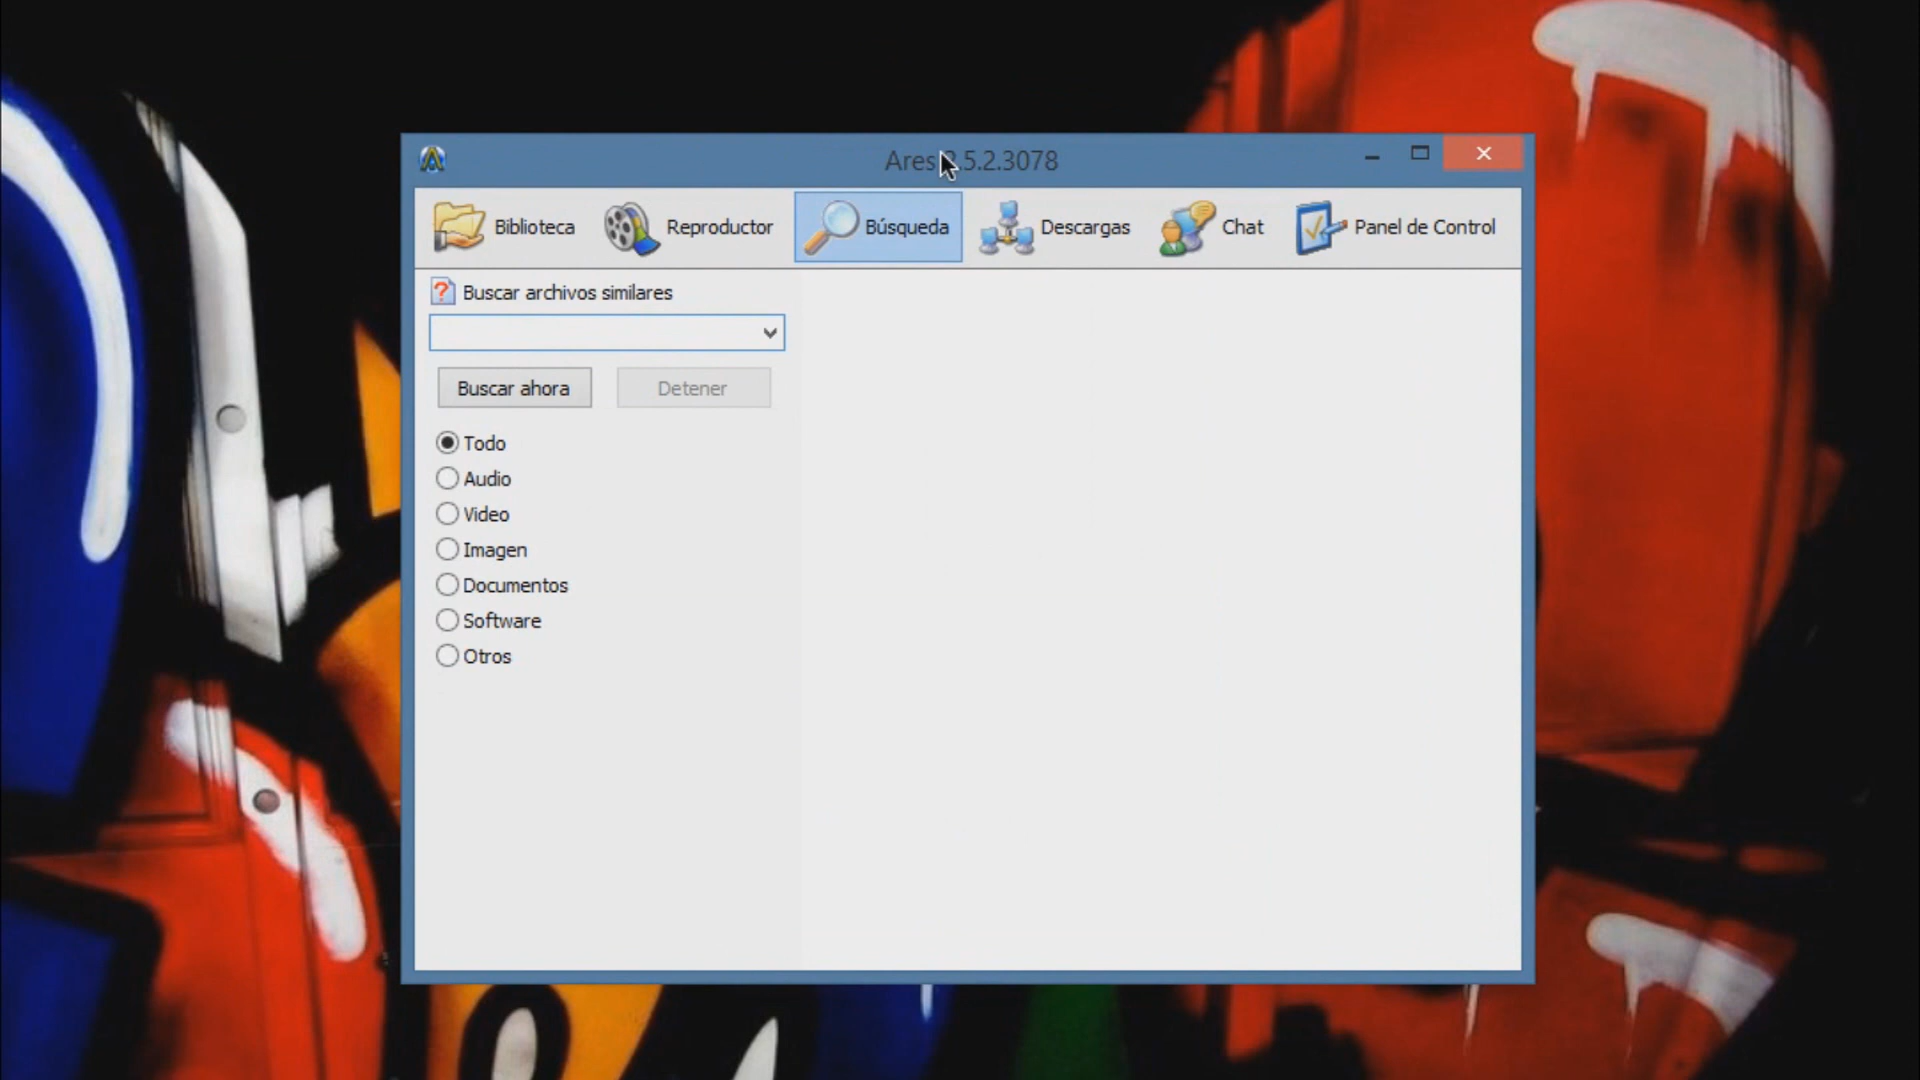 Ares 2.5.2.3078
Biblioteca
Reproductor
Búsqueda
Descargas
Chat
Panel de Control
Buscar archivos similares
Buscar ahora
Detener
Todo
Audio
Video
Imagen
Documentos
Software
Otros